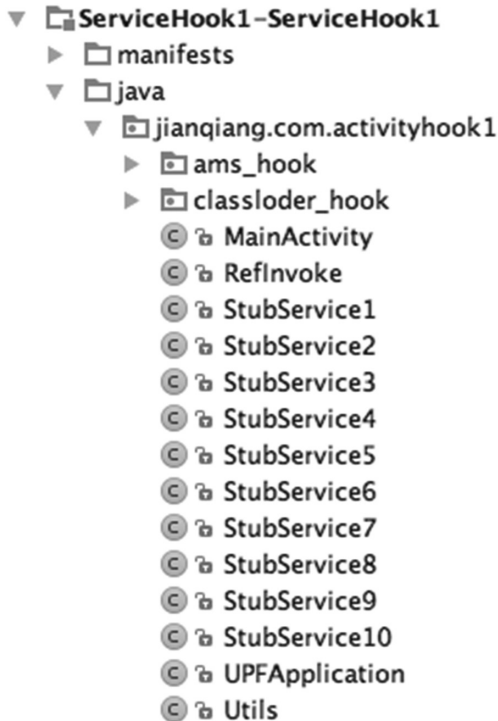 ServiceHook1-ServiceHook1
manifests
java
jianqiang.com.activityhook1
ams_hook
classloder_hook
C MainActivity
C RefInvoke
C StubService1
C StubService2
C StubService3
C StubService4
C StubService5
C StubService6
C StubService7
C StubService8
C StubService9
C StubService10
C UPFApplication
C Utils